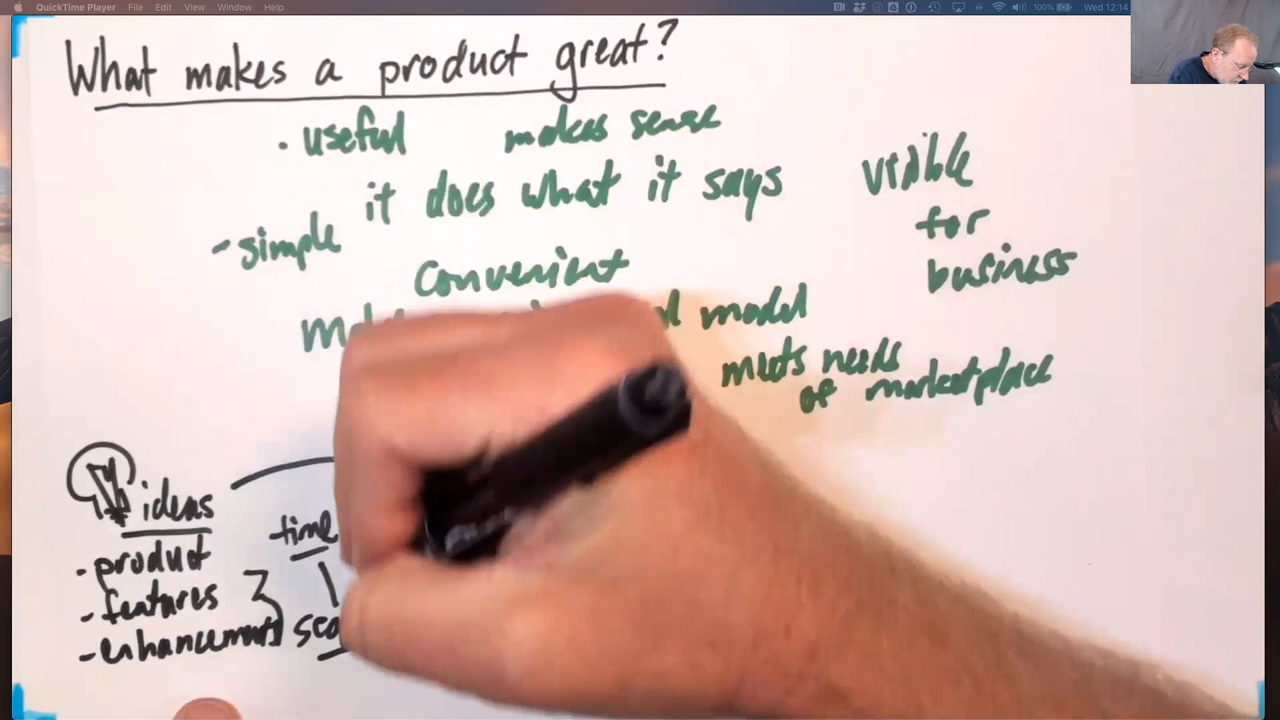 QuickTime Player File Edit View Window Help 100% Wed 12:14
What makes a product great?
• useful makes sense
it does what it says
- simple
Convenient
model
viable
for
business
meets needs
of marketplace
ideas
- product
- features
- enhancements
time